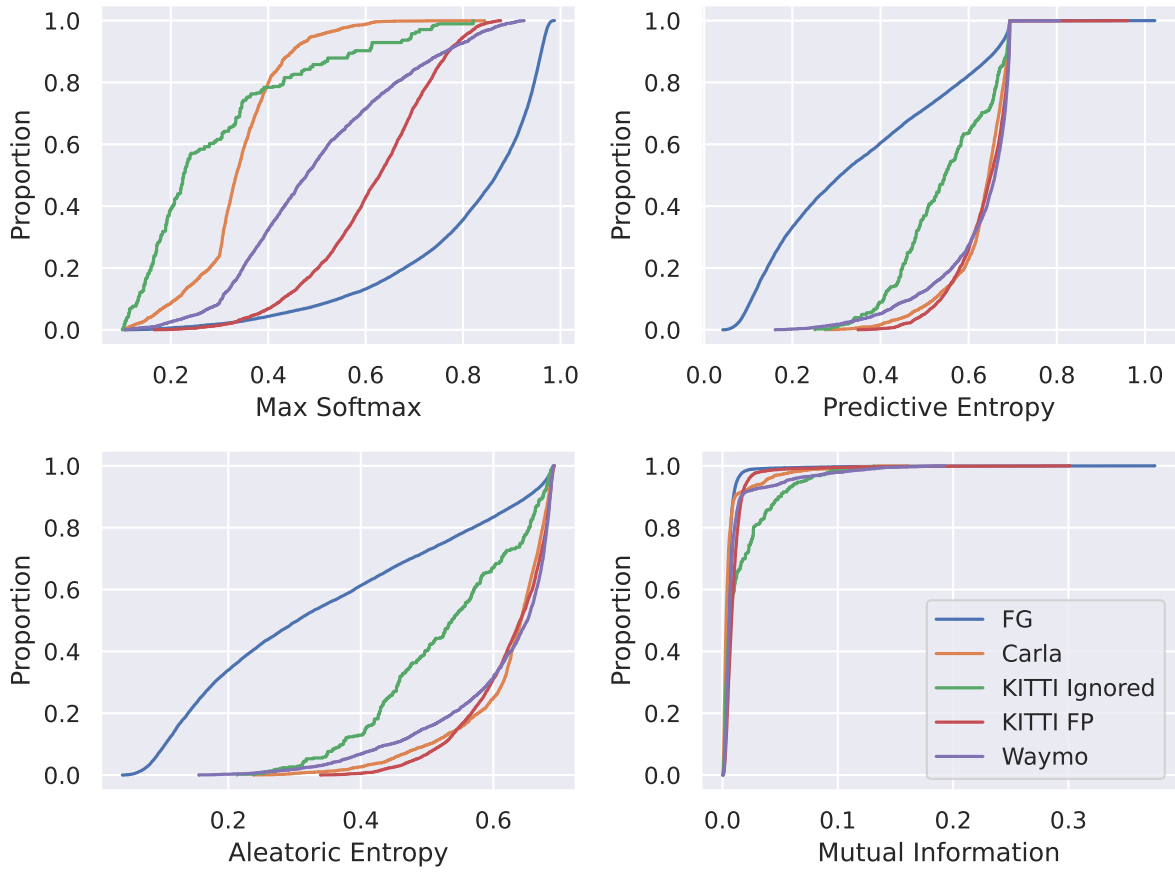 1.0
0.8
0.6
0.4
0.2
0.0
Proportion
0.2 0.4 0.6 0.8 1.0
Max Softmax
1.0
0.8
0.6
0.4
0.2
0.0
Proportion
0.0 0.2 0.4 0.6 0.8 1.0
Predictive Entropy
1.0
0.8
0.6
0.4
0.2
0.0
Proportion
0.2 0.4 0.6
Aleatoric Entropy
1.0
0.8
0.6
0.4
0.2
0.0
Proportion
0.0 0.1 0.2 0.3
Mutual Information
FG
Carla
KITTI Ignored
KITTI FP
Waymo